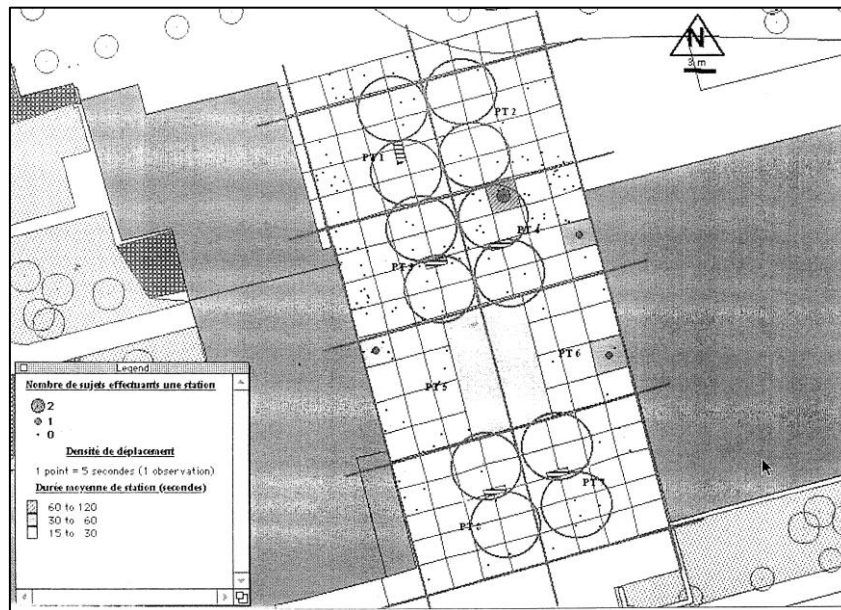 N
3 m
PT 2
PT 1
PT 4
PT 3
PT 6
PT 5
PT 7
PT 8
Legend
Nombre de sujets effectuants une station
2
1
0
Densité de déplacement
1 point = 5 secondes (1 observation)
Durée moyenne de station (secondes)
60 to 120
30 to 60
15 to 30